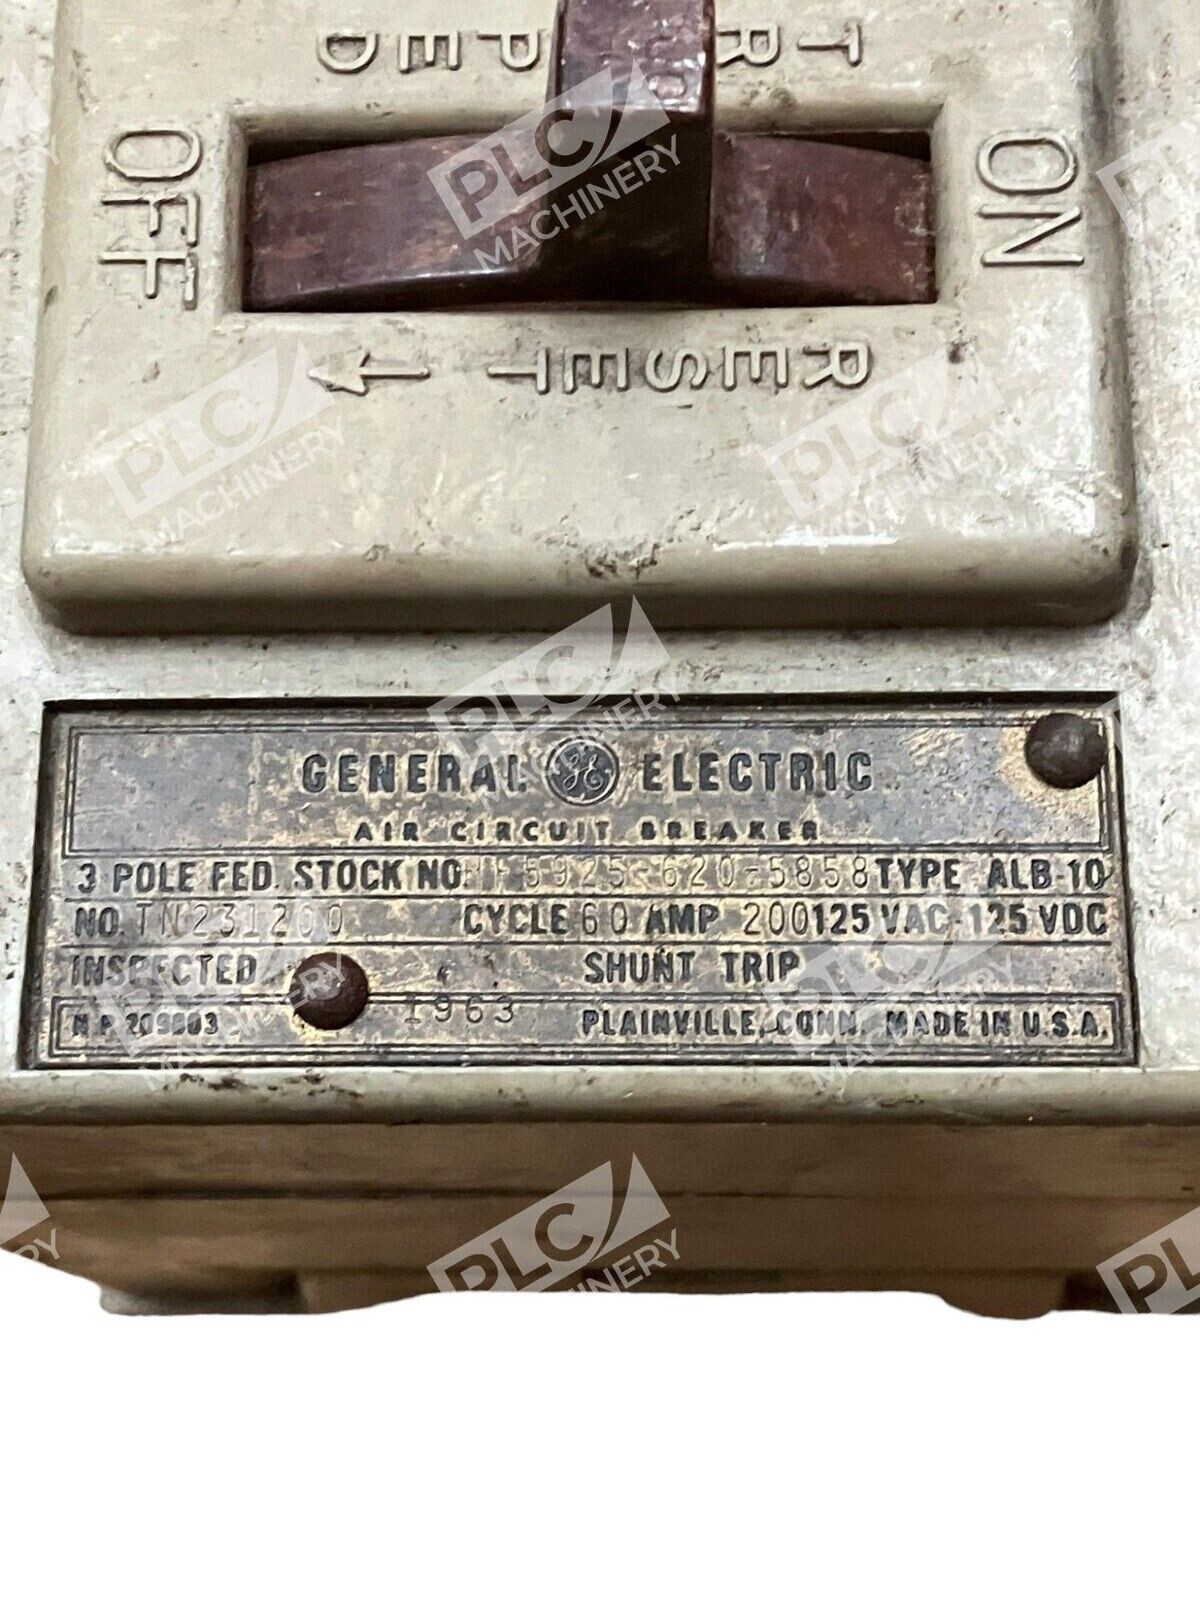 TRIPPED
OFF
ON
RESET
GENERAL GE ELECTRIC
AIR CIRCUIT BREAKER
3 POLE FED. STOCK NO. 5925-620-5858 TYPE ALB-10
NO. TN231200 CYCLE 60 AMP 200 125 VAC-125 VDC
INSPECTED SHUNT TRIP
N.P. 1963 PLAINVILLE, CONN. MADE IN U.S.A.
PLC MACHINERY